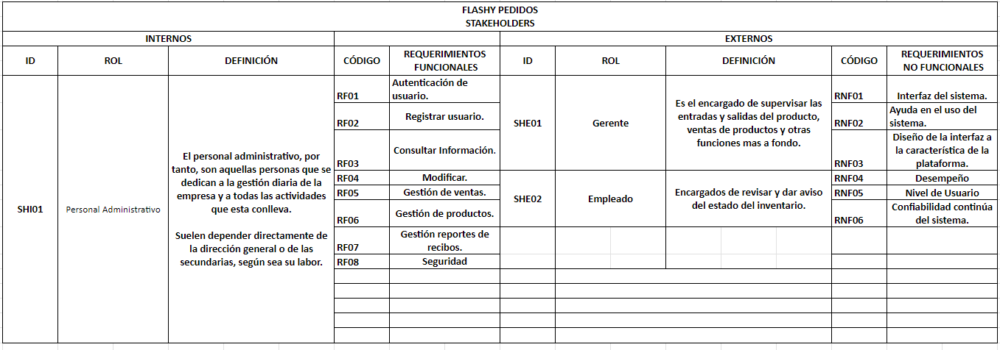 FLASHY PEDIDOS
STAKEHOLDERS
INTERNOS
EXTERNOS
ID
ROL
DEFINICIÓN
CÓDIGO
REQUERIMIENTOS
FUNCIONALES
ID
ROL
DEFINICIÓN
CÓDIGO
REQUERIMIENTOS
NO FUNCIONALES
SHI01
Personal Administrativo
El personal administrativo, por
tanto, son aquellas personas que se
dedican a la gestión diaria de la
empresa y a todas las actividades
que esta conlleva.
Suelen depender directamente de
la dirección general o de las
secundarias, según sea su labor.
RF01
Autenticación de
usuario.
RF02
Registrar usuario.
RF03
Consultar Información.
RF04
Modificar.
RF05
Gestión de ventas.
RF06
Gestión de productos.
RF07
Gestión reportes de
recibos.
RF08
Seguridad
SHE01
Gerente
Es el encargado de supervisar las
entradas y salidas del producto,
ventas de productos y otras
funciones mas a fondo.
SHE02
Empleado
Encargados de revisar y dar aviso
del estado del inventario.
RNF01
Interfaz del sistema.
RNF02
Ayuda en el uso del
sistema.
RNF03
Diseño de la interfaz a
la característica de la
plataforma.
RNF04
Desempeño
RNF05
Nivel de Usuario
RNF06
Confiabilidad continúa
del sistema.